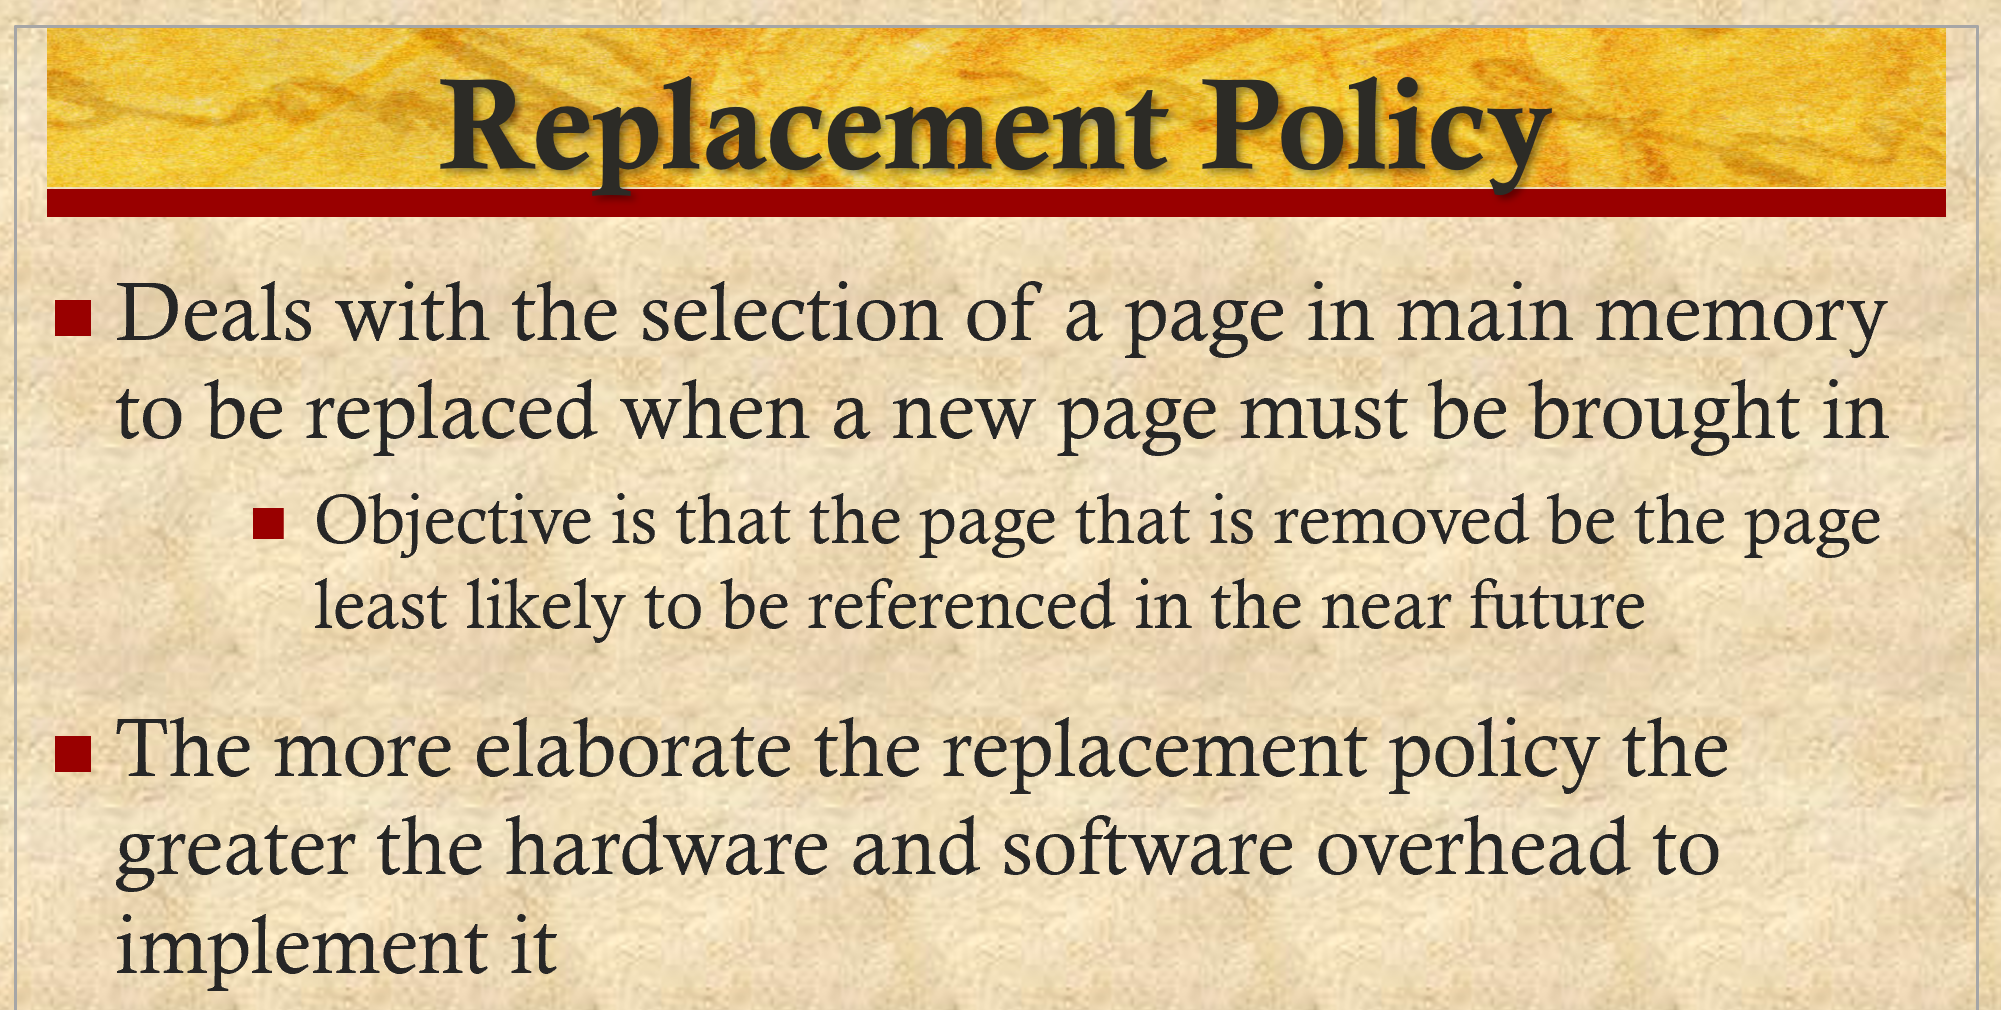 Replacement Policy
Deals with the selection of a page in main memory
to be replaced when a new page must be brought in
Objective is that the page that is removed be the page
least likely to be referenced in the near future
The more elaborate the replacement policy the
greater the hardware and software overhead to
implement it